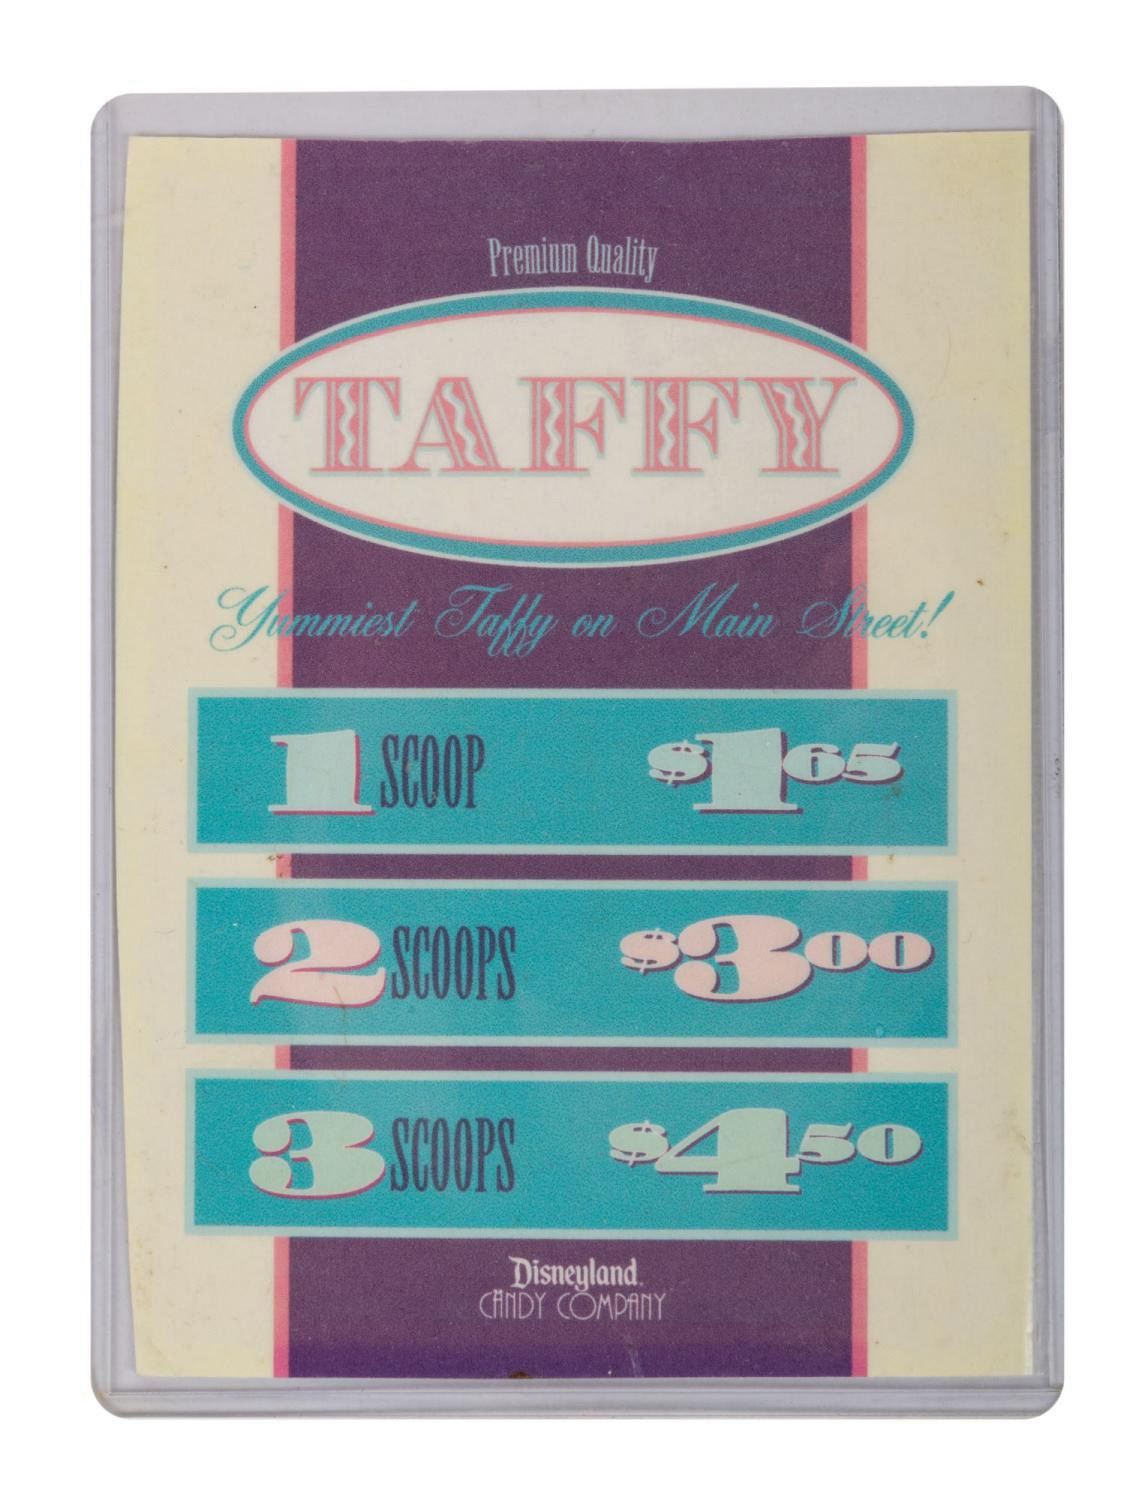 Premium Quality
TAFFY
Yummiest Taffy on Main Street!
1 SCOOP $1 65
2 SCOOPS $3 00
3 SCOOPS $4 50
Disneyland
CANDY COMPANY